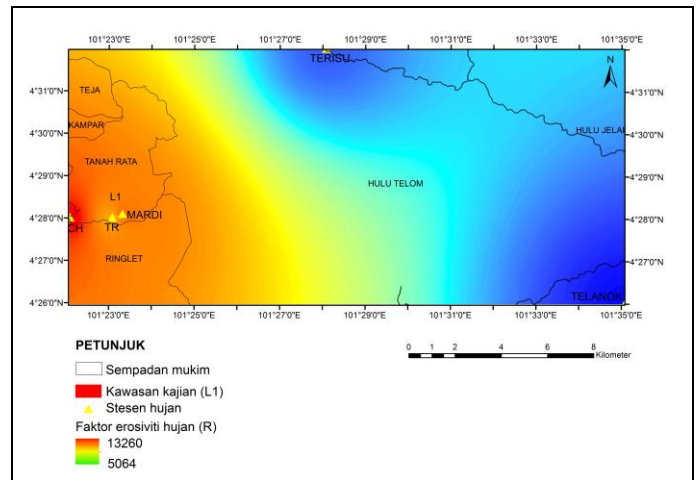 101°23'0"E 101°25'0"E 101°27'0"E 101°29'0"E 101°31'0"E 101°33'0"E 101°35'0"E
N
TERISU
4°31'0"N 4°31'0"N
TEJA
4°30'0"N 4°30'0"N
KAMPAR
HULU JELAI
TANAH RATA
4°29'0"N 4°29'0"N
HULU TELOM
L1
MARDI
4°28'0"N 4°28'0"N
CH
TR
RINGLET
4°27'0"N 4°27'0"N
TELANOK
4°26'0"N 4°26'0"N
101°23'0"E 101°25'0"E 101°27'0"E 101°29'0"E 101°31'0"E 101°33'0"E 101°35'0"E
PETUNJUK
0 1 2 4 6 8
Kilometer
Sempadan mukim
Kawasan kajian (L1)
Stesen hujan
Faktor erosiviti hujan (R)
13260
5064